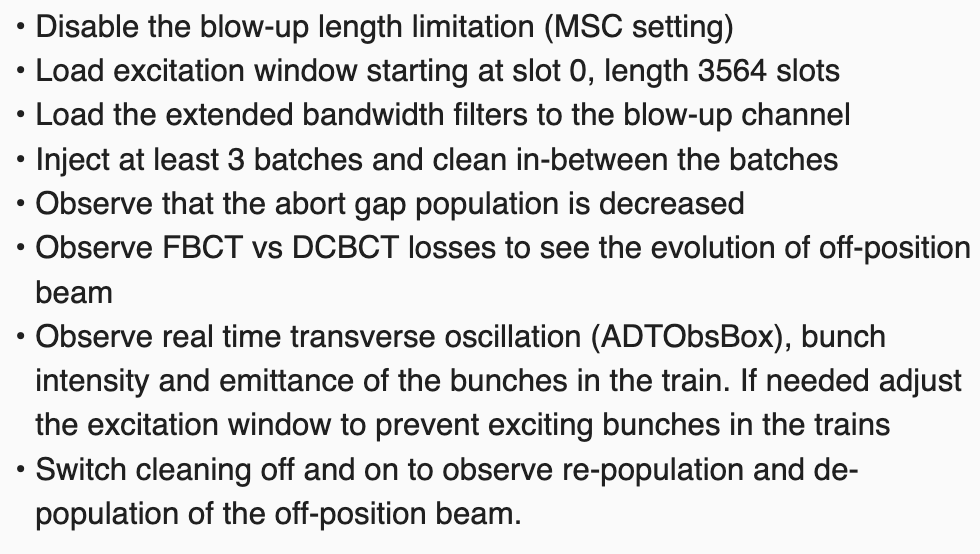 • Disable the blow-up length limitation (MSC setting)
• Load excitation window starting at slot 0, length 3564 slots
• Load the extended bandwidth filters to the blow-up channel
• Inject at least 3 batches and clean in-between the batches
• Observe that the abort gap population is decreased
• Observe FBCT vs DCBCT losses to see the evolution of off-position
beam
• Observe real time transverse oscillation (ADTObsBox), bunch
intensity and emittance of the bunches in the train. If needed adjust
the excitation window to prevent exciting bunches in the trains
• Switch cleaning off and on to observe re-population and de-
population of the off-position beam.